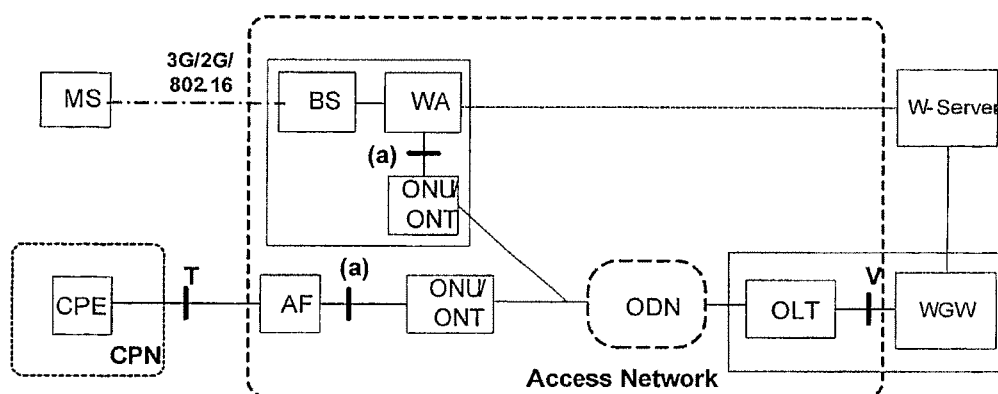 3G/2G/
802.16
MS
BS
WA
W-Server
(a)
ONU/
ONT
T
(a)
V
CPE
AF
ONU/
ONT
ODN
OLT
WGW
CPN
Access Network